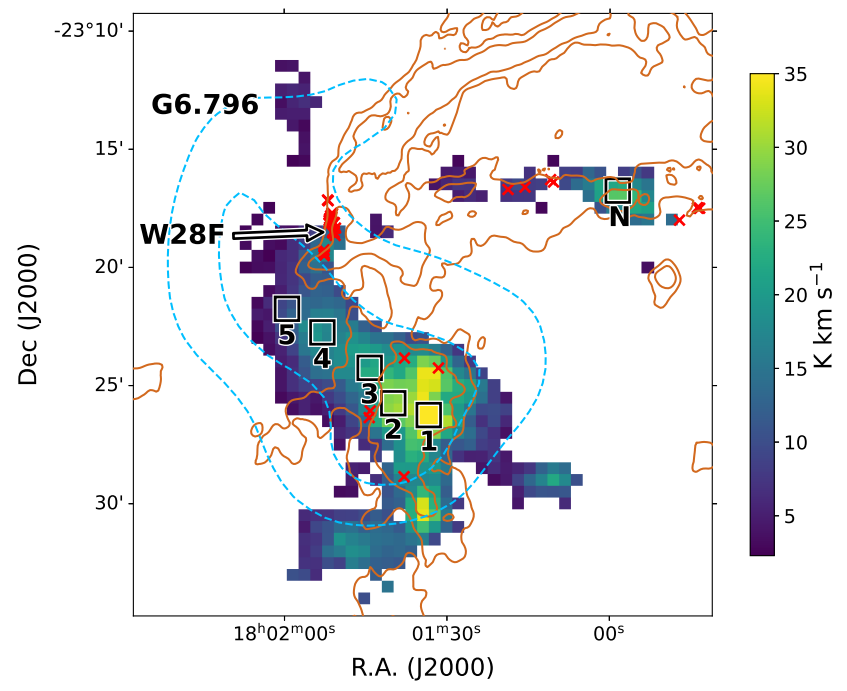 -23°10'
15'
20'
25'
30'
Dec (J2000)
G6.796
W28F
N
5
4
3
2
1
18ʰ02ᵐ00ˢ
01ᵐ30ˢ
00ˢ
R.A. (J2000)
35
30
25
20
15
10
5
K km s⁻¹